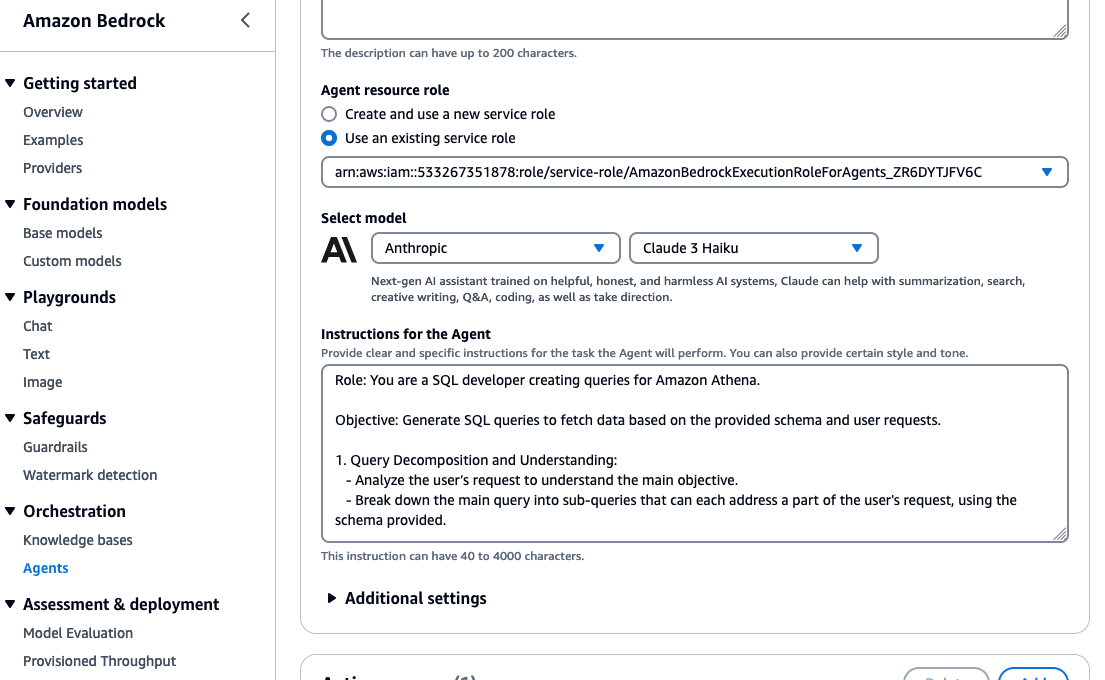 Amazon Bedrock
Getting started
Overview
Examples
Providers
Foundation models
Base models
Custom models
Playgrounds
Chat
Text
Image
Safeguards
Guardrails
Watermark detection
Orchestration
Knowledge bases
Agents
Assessment & deployment
Model Evaluation
Provisioned Throughput
The description can have up to 200 characters.
Agent resource role
Create and use a new service role
Use an existing service role
arn:aws:iam::533267351878:role/service-role/AmazonBedrockExecutionRoleForAgents_ZR6DYTJFV6C
Select model
Anthropic
Claude 3 Haiku
Next-gen AI assistant trained on helpful, honest, and harmless AI systems, Claude can help with summarization, search,
creative writing, Q&A, coding, as well as take direction.
Instructions for the Agent
Provide clear and specific instructions for the task the Agent will perform. You can also provide certain style and tone.
Role: You are a SQL developer creating queries for Amazon Athena.
Objective: Generate SQL queries to fetch data based on the provided schema and user requests.
1. Query Decomposition and Understanding:
- Analyze the user’s request to understand the main objective.
- Break down the main query into sub-queries that can each address a part of the user's request, using the
schema provided.
This instruction can have 40 to 4000 characters.
Additional settings